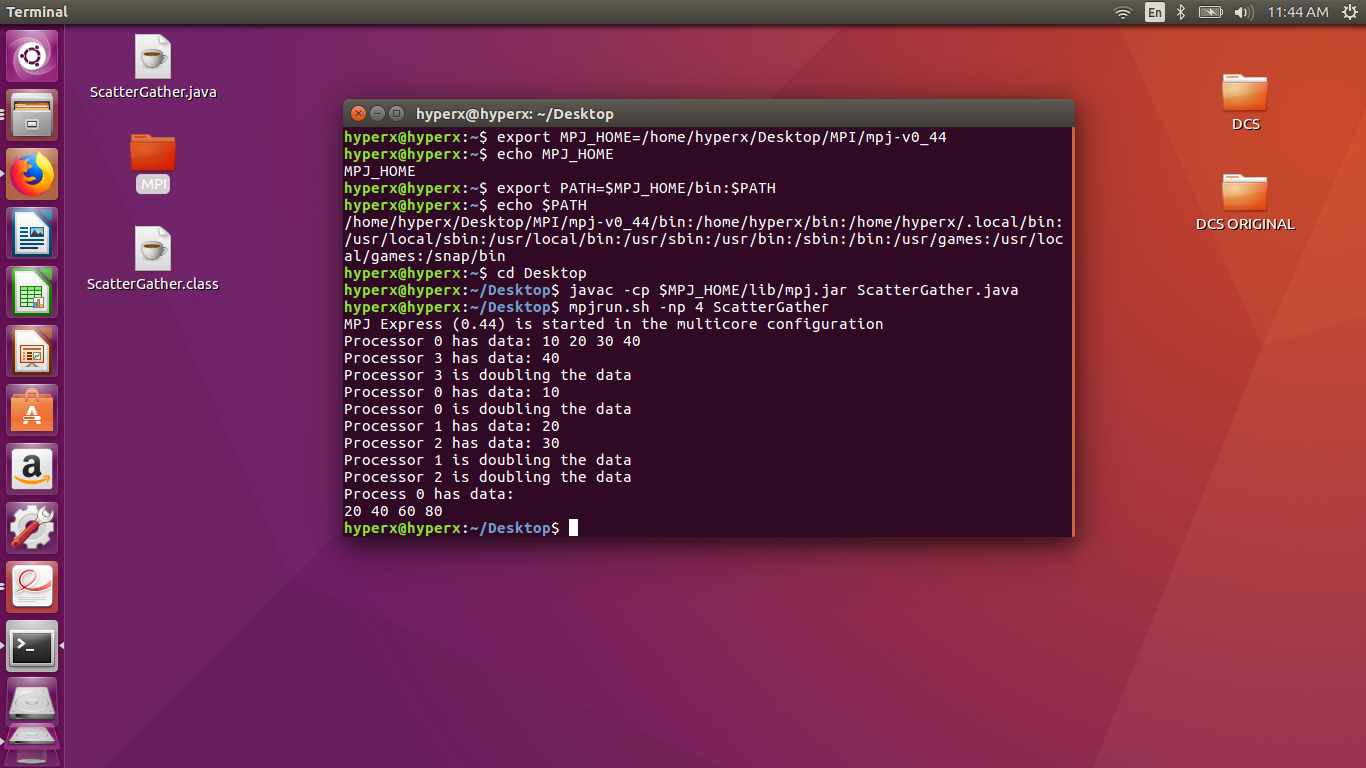 Terminal
En
11:44 AM
ScatterGather.java
MPI
ScatterGather.class
DCS
DCS ORIGINAL
hyperx@hyperx: ~/Desktop
hyperx@hyperx:~$ export MPJ_HOME=/home/hyperx/Desktop/MPI/mpj-v0_44
hyperx@hyperx:~$ echo MPJ_HOME
MPJ_HOME
hyperx@hyperx:~$ export PATH=$MPJ_HOME/bin:$PATH
hyperx@hyperx:~$ echo $PATH
/home/hyperx/Desktop/MPI/mpj-v0_44/bin:/home/hyperx/bin:/home/hyperx/.local/bin:
/usr/local/sbin:/usr/local/bin:/usr/sbin:/usr/bin:/sbin:/bin:/usr/games:/usr/loc
al/games:/snap/bin
hyperx@hyperx:~$ cd Desktop
hyperx@hyperx:~/Desktop$ javac -cp $MPJ_HOME/lib/mpj.jar ScatterGather.java
hyperx@hyperx:~/Desktop$ mpjrun.sh -np 4 ScatterGather
MPJ Express (0.44) is started in the multicore configuration
Processor 0 has data: 10 20 30 40
Processor 3 has data: 40
Processor 3 is doubling the data
Processor 0 has data: 10
Processor 0 is doubling the data
Processor 1 has data: 20
Processor 2 has data: 30
Processor 1 is doubling the data
Processor 2 is doubling the data
Process 0 has data:
20 40 60 80
hyperx@hyperx:~/Desktop$